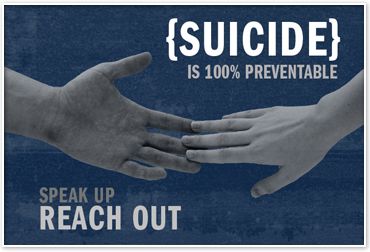 {SUICIDE}
IS 100% PREVENTABLE
SPEAK UP
REACH OUT